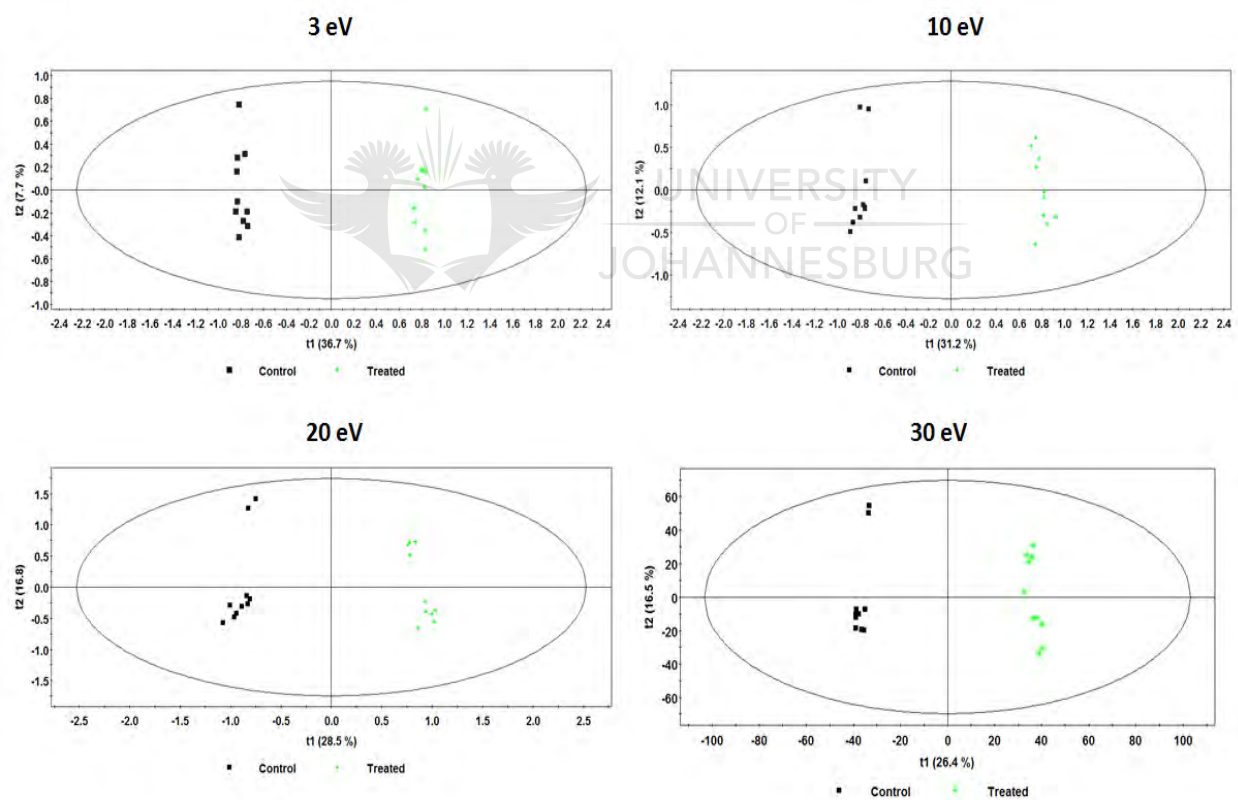 3 eV
10 eV
1.0
0.8
0.6
0.4
0.2
-0.0
-0.2
-0.4
-0.6
-0.8
-1.0
t2 (7.7 %)
-2.4 -2.2 -2.0 -1.8 -1.6 -1.4 -1.2 -1.0 -0.8 -0.6 -0.4 -0.2 0.0 0.2 0.4 0.6 0.8 1.0 1.2 1.4 1.6 1.8 2.0 2.2 2.4
t1 (36.7 %)
Control Treated
1.0
0.5
0.0
-0.5
-1.0
t2 (12.1 %)
-2.4 -2.2 -2.0 -1.8 -1.6 -1.4 -1.2 -1.0 -0.8 -0.6 -0.4 -0.2 0.0 0.2 0.4 0.6 0.8 1.0 1.2 1.4 1.6 1.8 2.0 2.2 2.4
t1 (31.2 %)
Control Treated
UNIVERSITY
OF
JOHANNESBURG
20 eV
30 eV
1.5
1.0
0.5
0.0
-0.5
-1.0
-1.5
t2 (16.8)
-2.5 -2.0 -1.5 -1.0 -0.5 0.0 0.5 1.0 1.5 2.0 2.5
t1 (28.5 %)
Control Treated
60
40
20
0
-20
-40
-60
t2 (16.5 %)
-100 -80 -60 -40 -20 0 20 40 60 80 100
t1 (26.4 %)
Control Treated